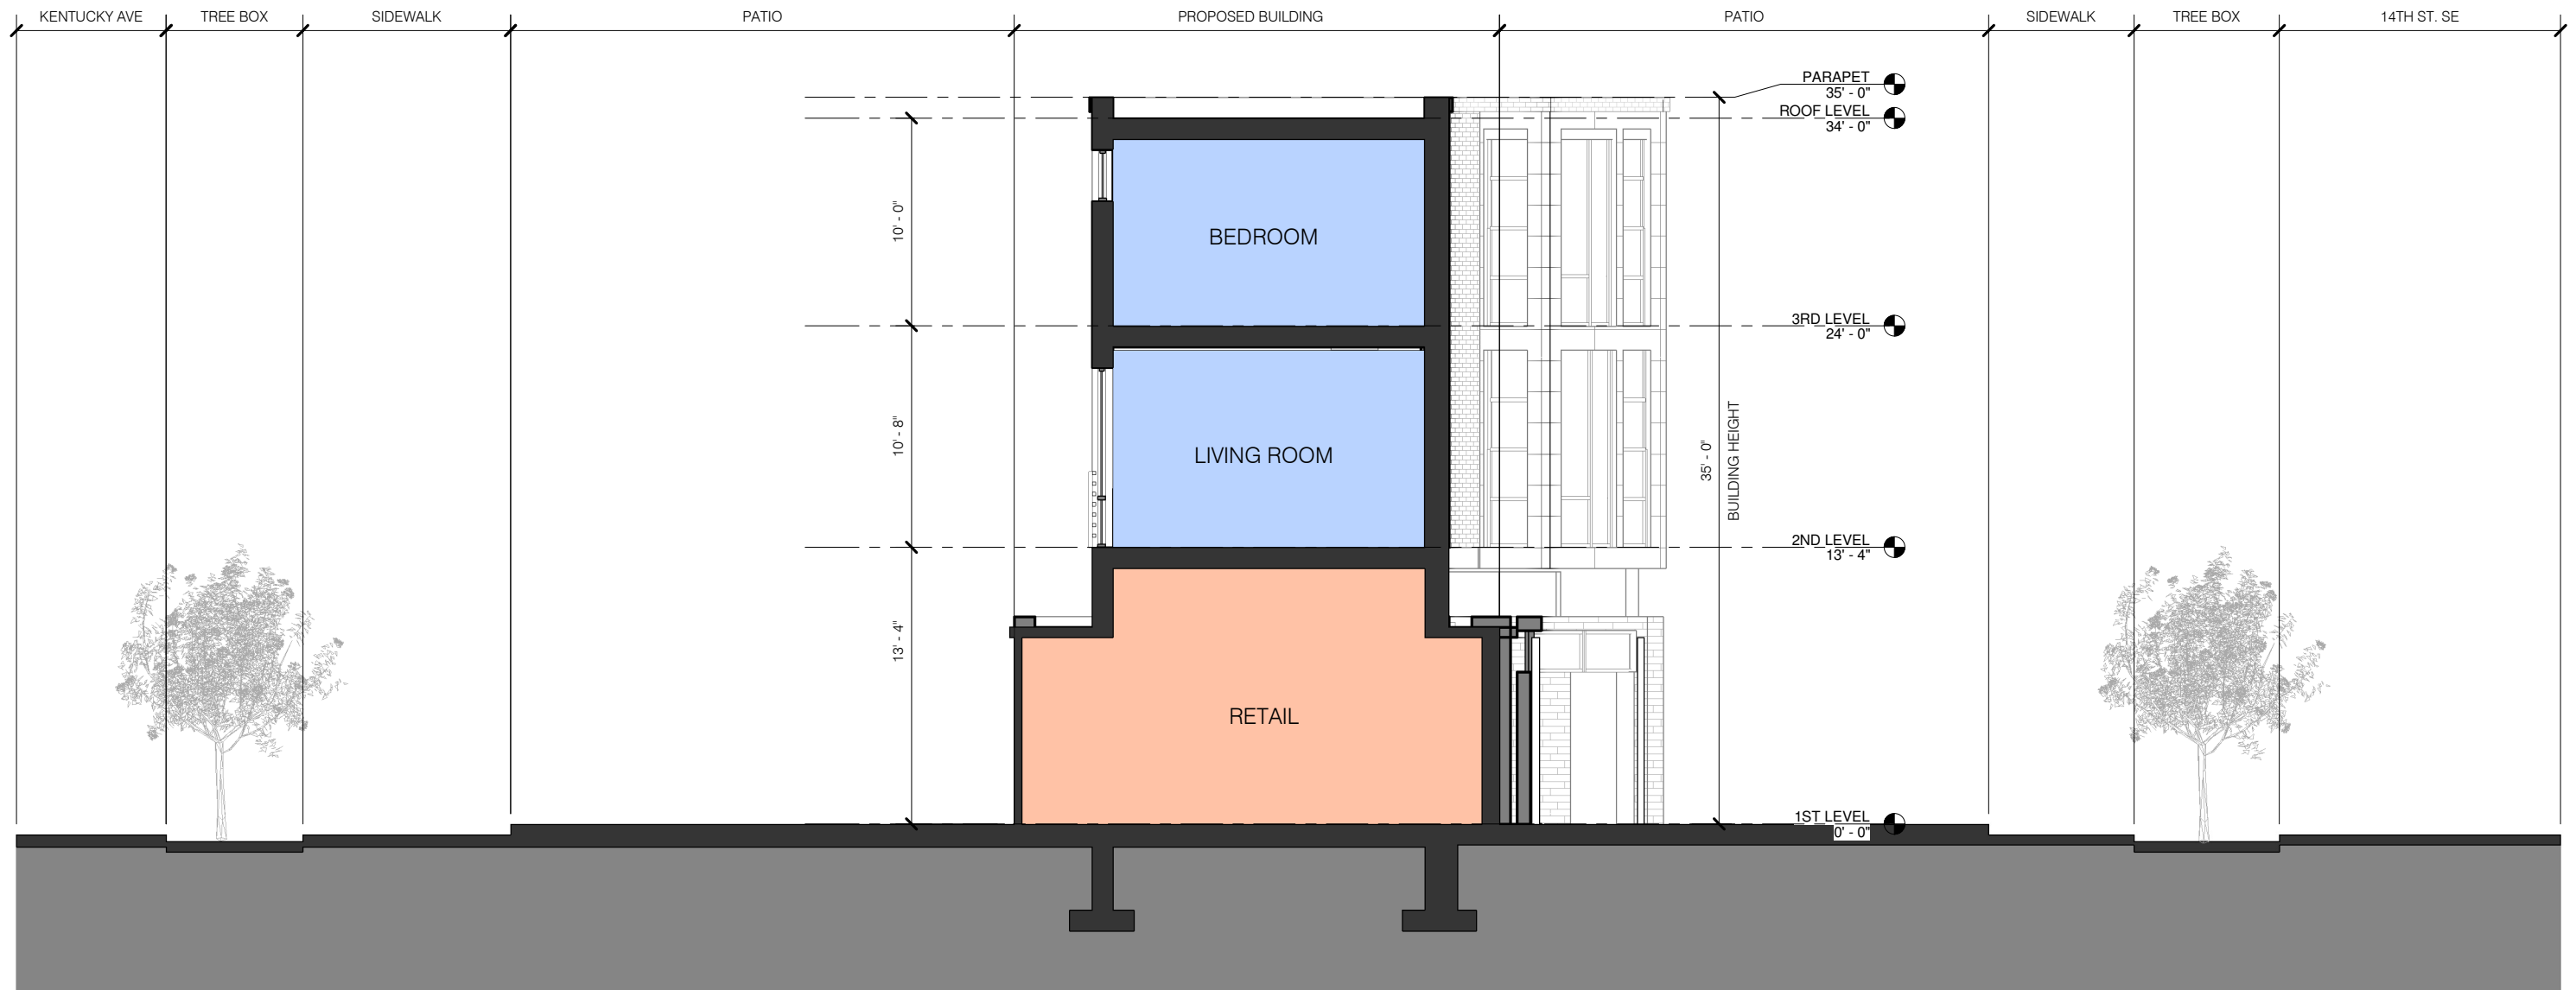 KENTUCKY AVE
TREE BOX
SIDEWALK
PATIO
PROPOSED BUILDING
PATIO
SIDEWALK
TREE BOX
14TH ST. SE
PARAPET
35' - 0"
ROOF LEVEL
34' - 0"
10' - 0"
BEDROOM
3RD LEVEL
24' - 0"
10' - 8"
LIVING ROOM
35' - 0"
BUILDING HEIGHT
2ND LEVEL
13' - 4"
13' - 4"
RETAIL
1ST LEVEL
0' - 0"